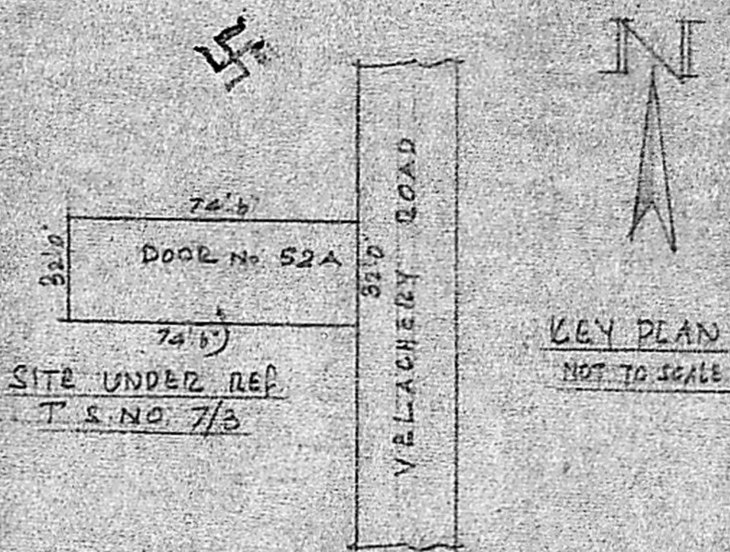 N
74'6"
32'0"
DOOR No 52A
32'0"
74'6"
VELACHERY ROAD
KEY PLAN
NOT TO SCALE
SITE UNDER REF
T S. NO 7/3